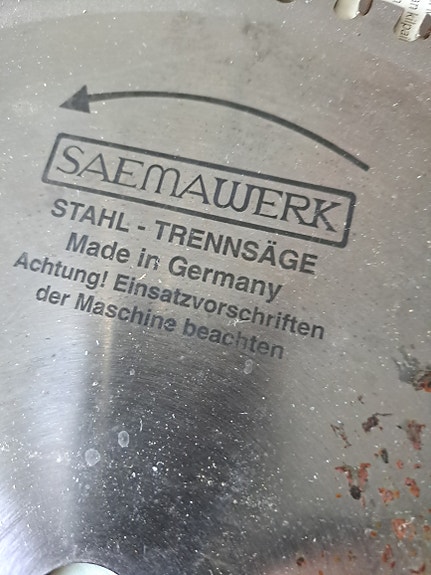 SAEMAWERK
STAHL - TRENNSÄGE
Made in Germany
Achtung! Einsatzvorschriften
der Maschine beachten